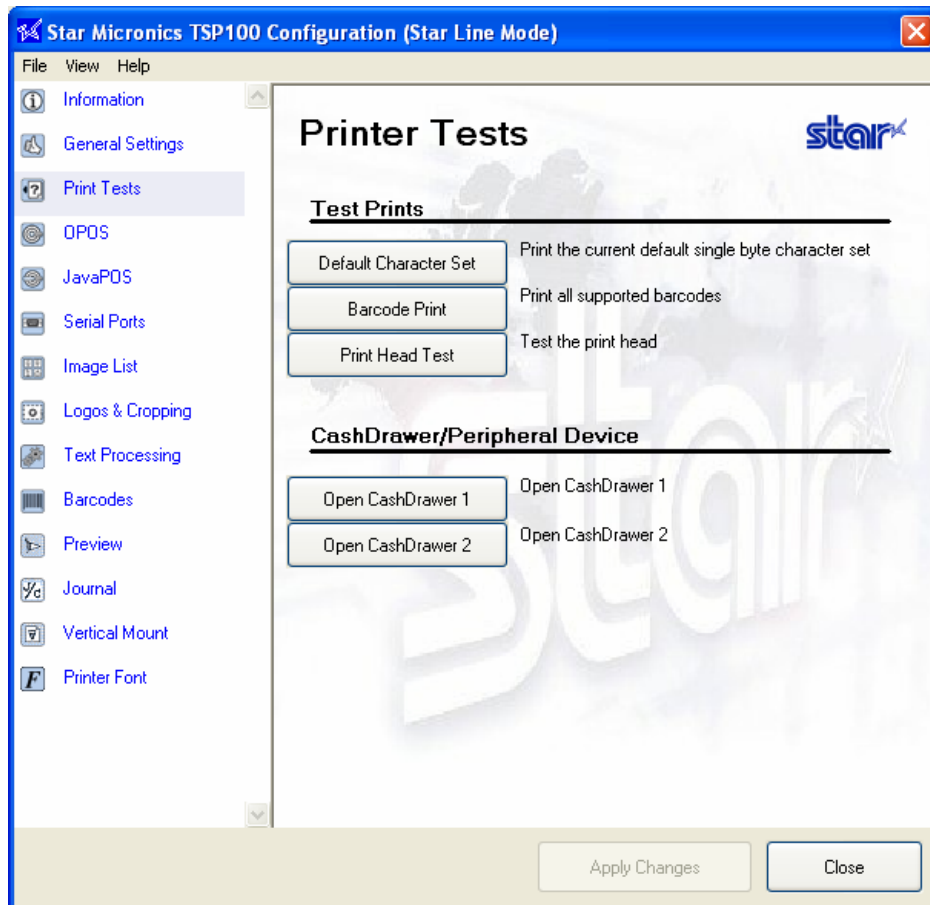 Star Micronics TSP100 Configuration (Star Line Mode)
File View Help
Information
General Settings
Print Tests
OPOS
JavaPOS
Serial Ports
Image List
Logos & Cropping
Text Processing
Barcodes
Preview
Journal
Vertical Mount
Printer Font
Printer Tests
star
Test Prints
Default Character Set Print the current default single byte character set
Barcode Print Print all supported barcodes
Print Head Test Test the print head
CashDrawer/Peripheral Device
Open CashDrawer 1 Open CashDrawer 1
Open CashDrawer 2 Open CashDrawer 2
star
Apply Changes Close